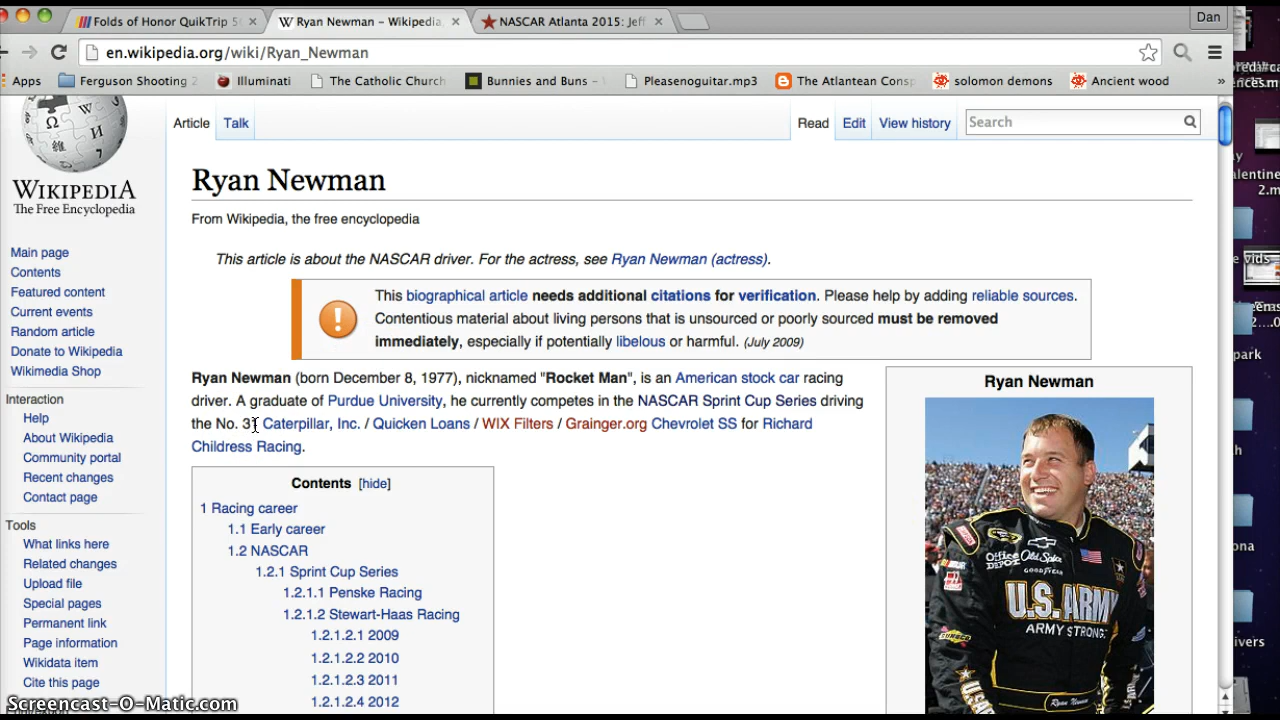 Folds of Honor QuikTrip 5
Ryan Newman – Wikipedia,
NASCAR Atlanta 2015: Jeff
Dan
en.wikipedia.org/wiki/Ryan_Newman
Apps
Ferguson Shooting 2
Illuminati
The Catholic Church
Bunnies and Buns –
Pleasenoguitar.mp3
The Atlantean Consp
solomon demons
Ancient wood
»
Article
Talk
Read
Edit
View history
Search
WIKIPEDIA
The Free Encyclopedia
Main page
Contents
Featured content
Current events
Random article
Donate to Wikipedia
Wikimedia Shop
Interaction
Help
About Wikipedia
Community portal
Recent changes
Contact page
Tools
What links here
Related changes
Upload file
Special pages
Permanent link
Page information
Wikidata item
Cite this page
Ryan Newman
From Wikipedia, the free encyclopedia
This article is about the NASCAR driver. For the actress, see Ryan Newman (actress).
This biographical article needs additional citations for verification. Please help by adding reliable sources.
Contentious material about living persons that is unsourced or poorly sourced must be removed
immediately, especially if potentially libelous or harmful. (July 2009)
Ryan Newman (born December 8, 1977), nicknamed "Rocket Man", is an American stock car racing
driver. A graduate of Purdue University, he currently competes in the NASCAR Sprint Cup Series driving
the No. 31 Caterpillar, Inc. / Quicken Loans / WIX Filters / Grainger.org Chevrolet SS for Richard
Childress Racing.
Contents [hide]
1 Racing career
1.1 Early career
1.2 NASCAR
1.2.1 Sprint Cup Series
1.2.1.1 Penske Racing
1.2.1.2 Stewart-Haas Racing
1.2.1.2.1 2009
1.2.1.2.2 2010
1.2.1.2.3 2011
1.2.1.2.4 2012
Ryan Newman
Office DEPOT
Old Spice
GOODYEAR
SUNOCO
U.S. ARMY
ARMY STRONG.
Ryan Newman
Screencast-O-Matic.com